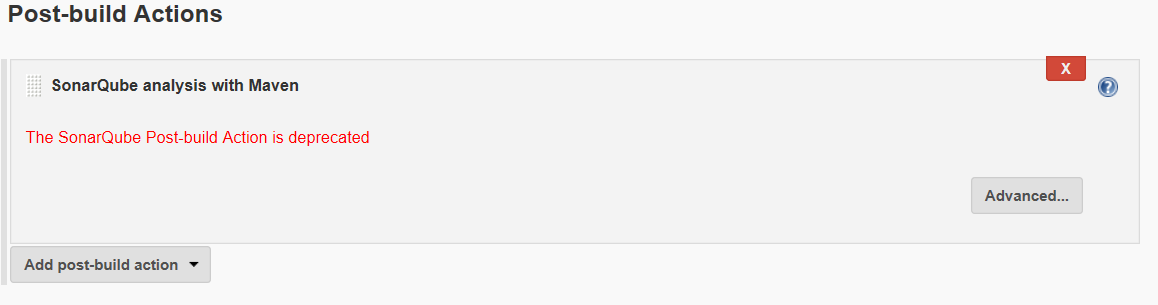 Post-build Actions
X
SonarQube analysis with Maven
?
The SonarQube Post-build Action is deprecated
Advanced...
Add post-build action